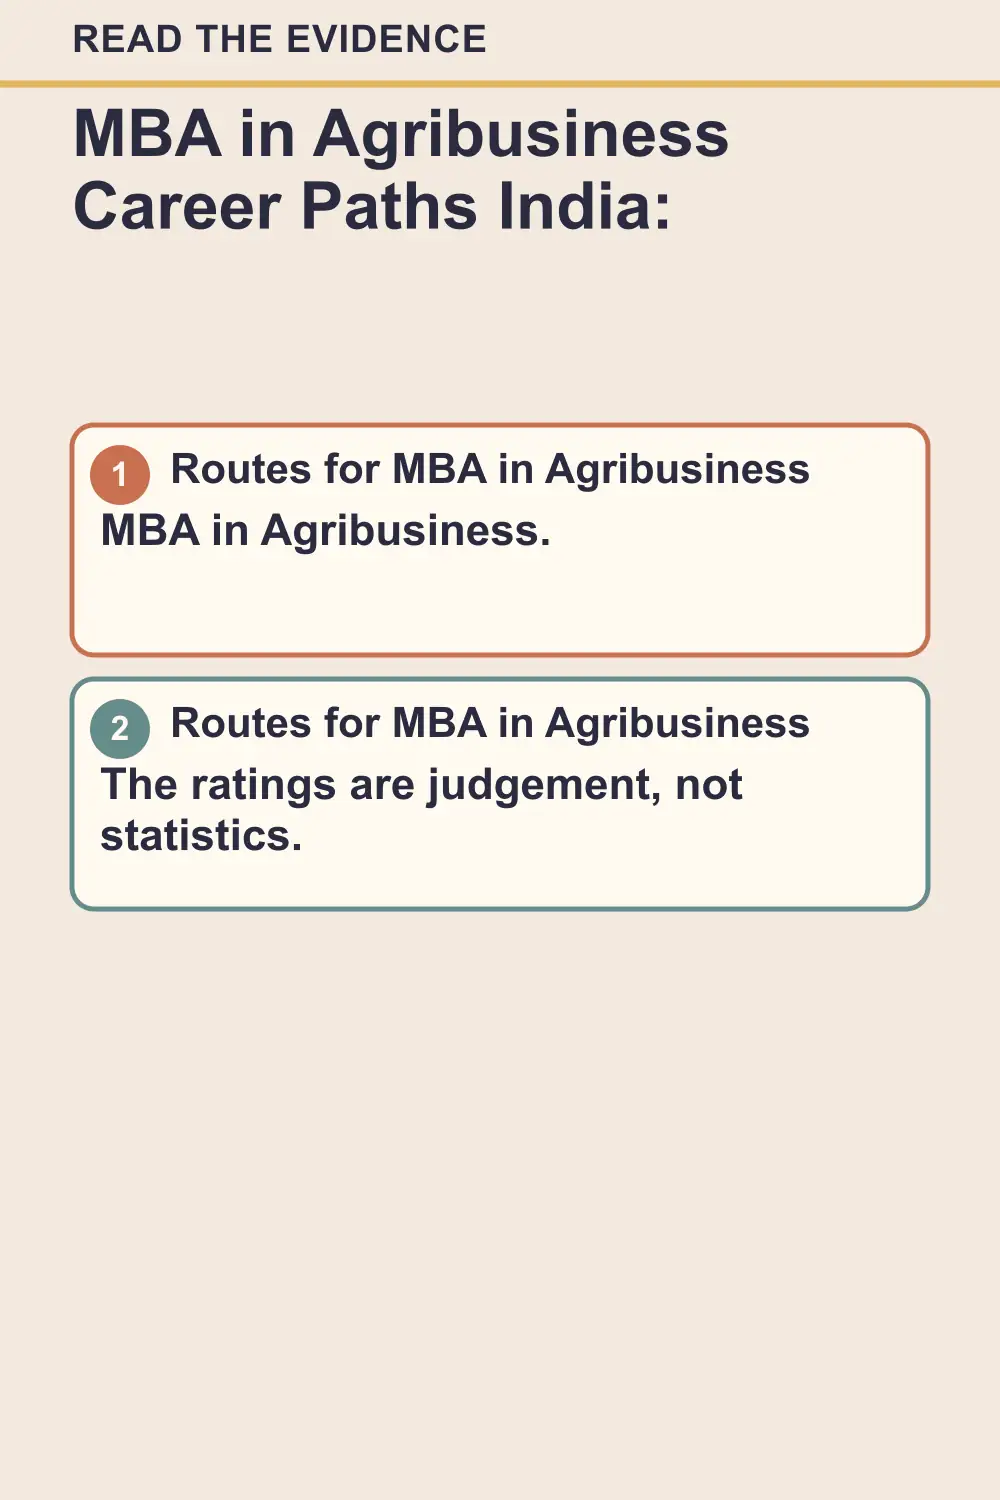 READ THE EVIDENCE
MBA in Agribusiness
Career Paths India:
1 Routes for MBA in Agribusiness
MBA in Agribusiness.
2 Routes for MBA in Agribusiness
The ratings are judgement, not
statistics.